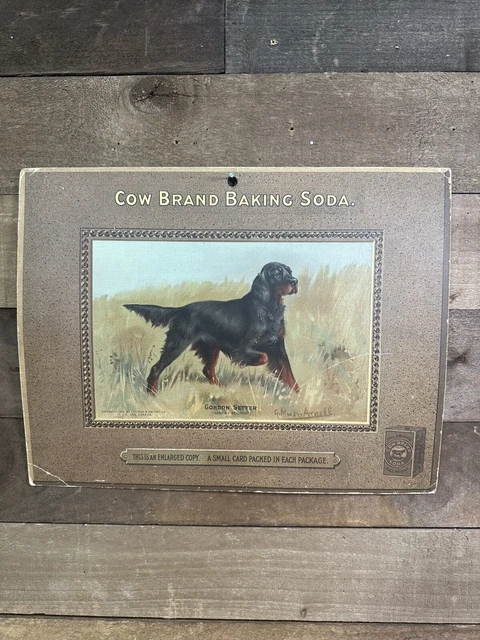 COW BRAND BAKING SODA.
GORDON SETTER
THIS IS AN ENLARGED COPY. A SMALL CARD PACKED IN EACH PACKAGE.